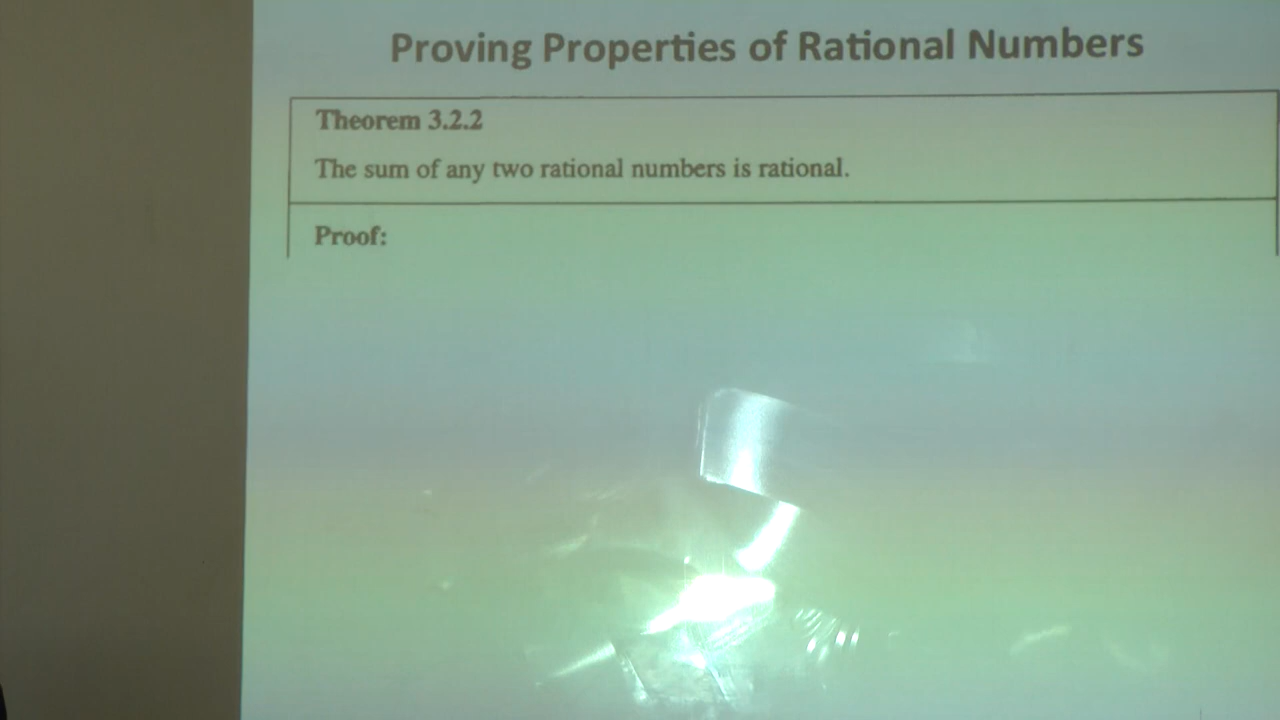 Proving Properties of Rational Numbers
Theorem 3.2.2
The sum of any two rational numbers is rational.
Proof: